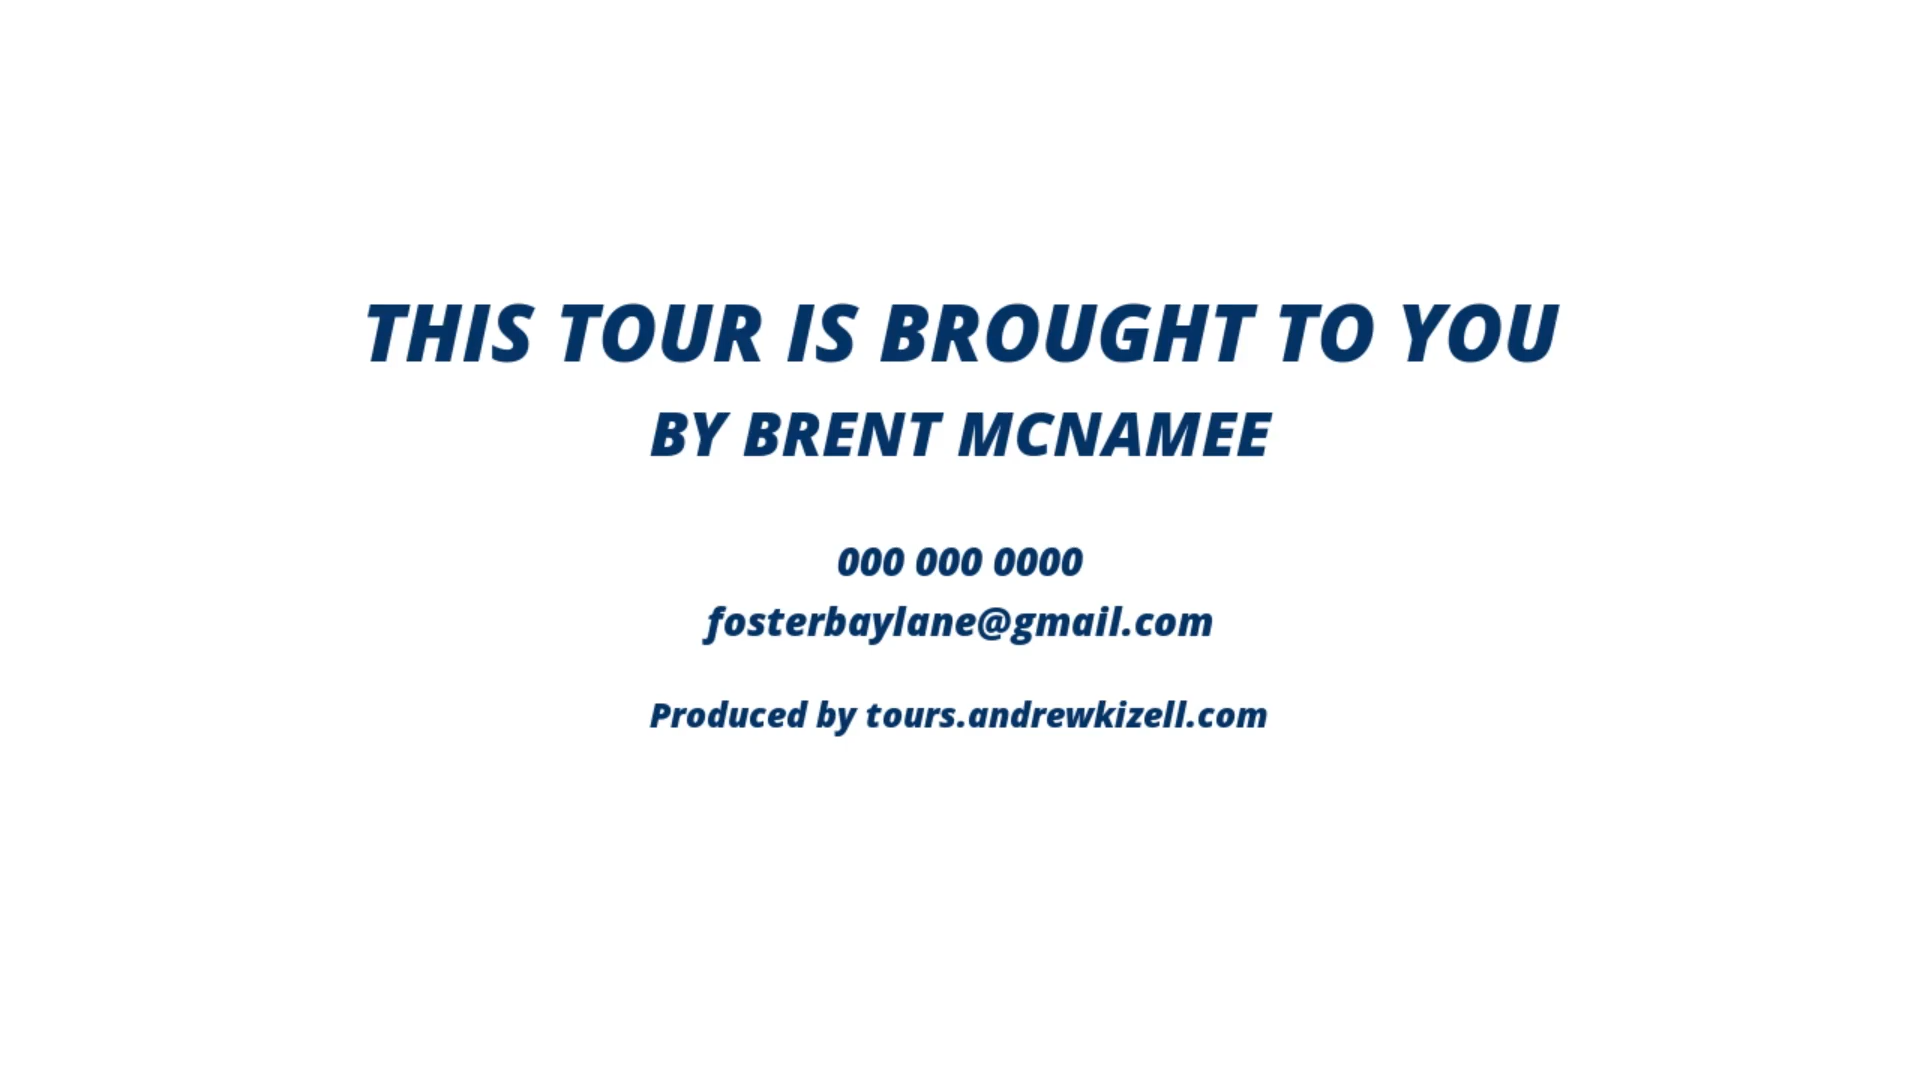 THIS TOUR IS BROUGHT TO YOU
BY BRENT MCNAMEE
000 000 0000
fosterbaylane@gmail.com
Produced by tours.andrewkizell.com